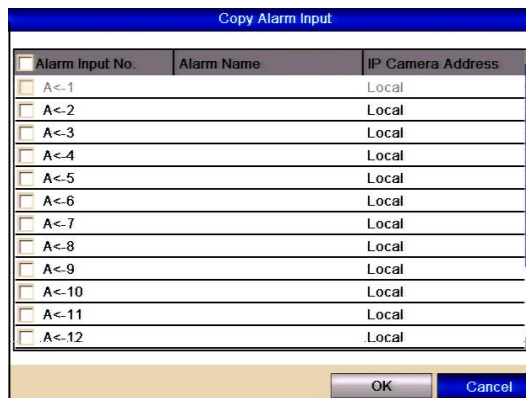 Copy Alarm Input
Alarm Input No. Alarm Name IP Camera Address
A<-1 Local
A<-2 Local
A<-3 Local
A<-4 Local
A<-5 Local
A<-6 Local
A<-7 Local
A<-8 Local
A<-9 Local
A<-10 Local
A<-11 Local
A<-12 Local
OK Cancel